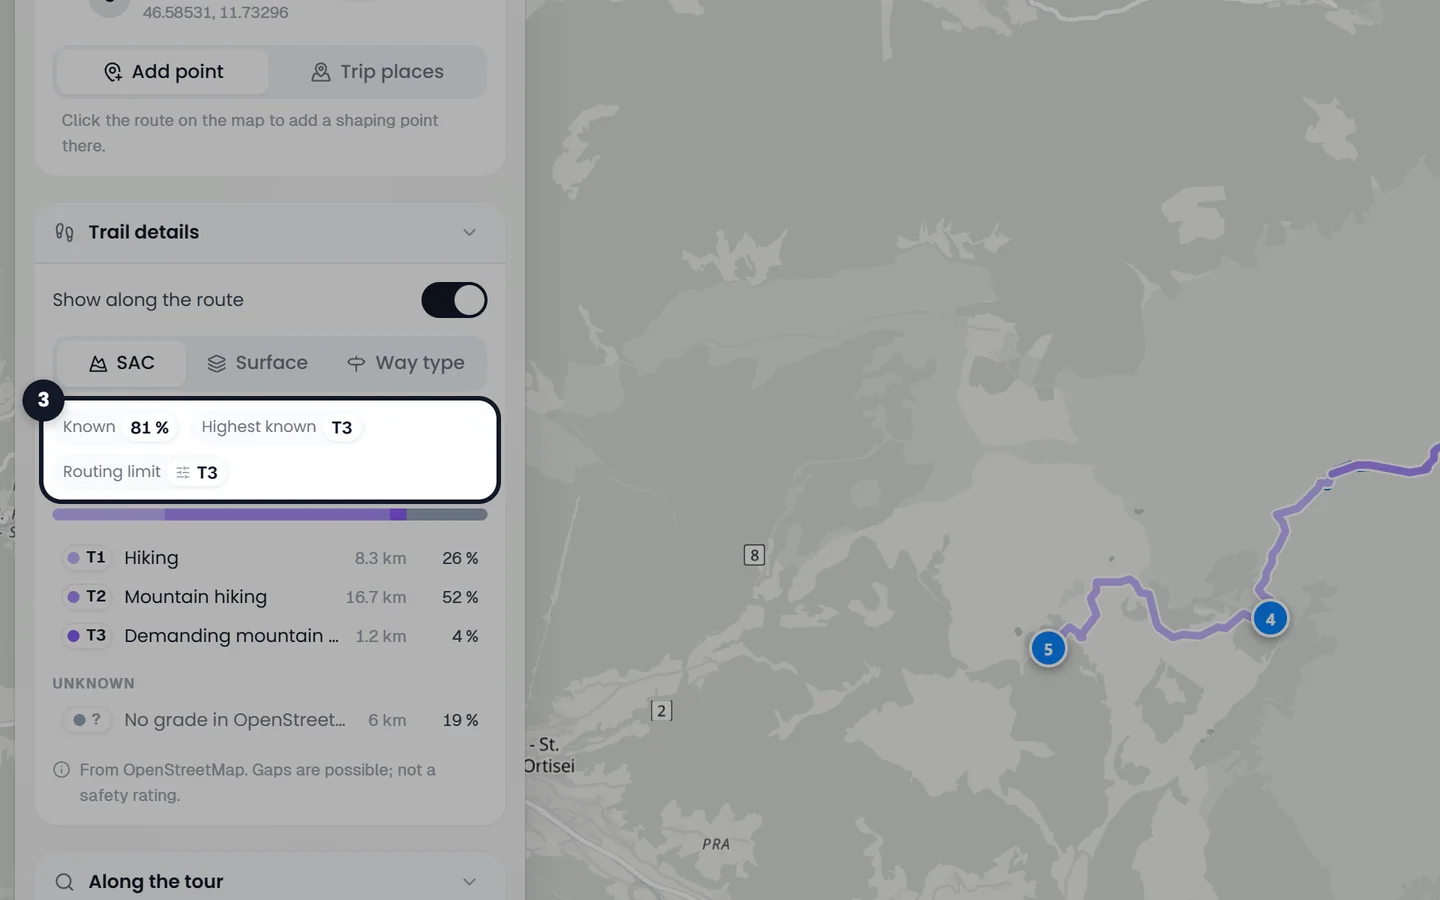 46.58531, 11.73296
Add point
Trip places
Click the route on the map to add a shaping point
there.
Trail details
Show along the route
SAC
Surface
Way type
3
Known 81 % Highest known T3
Routing limit T3
T1 Hiking 8.3 km 26 %
T2 Mountain hiking 16.7 km 52 %
T3 Demanding mountain ... 1.2 km 4 %
UNKNOWN
? No grade in OpenStreet... 6 km 19 %
From OpenStreetMap. Gaps are possible; not a
safety rating.
Along the tour
8
4
5
2
- St.
Ortisei
PRA